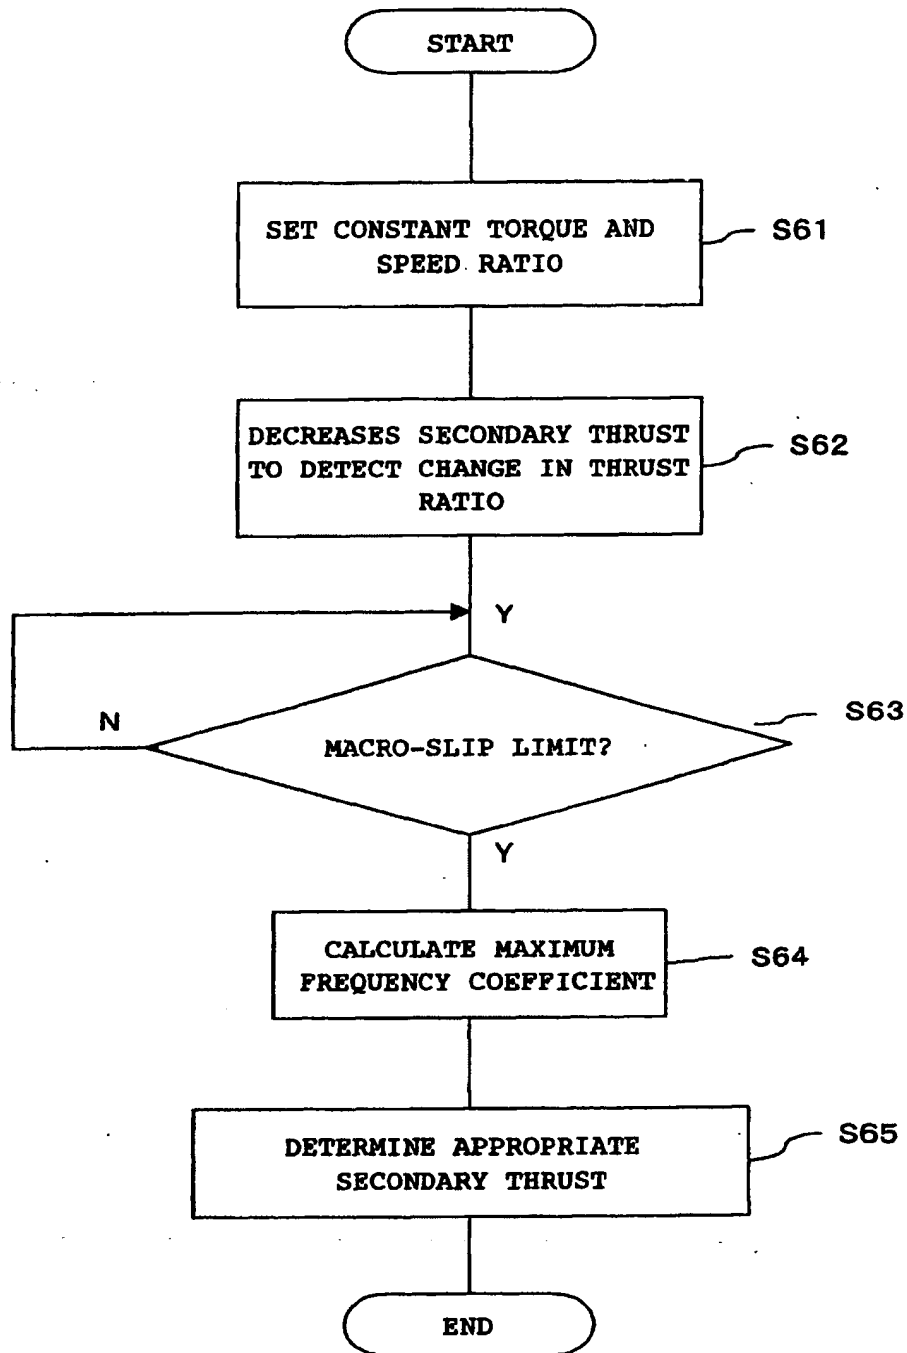 START
SET CONSTANT TORQUE AND
SPEED RATIO
S61
DECREASES SECONDARY THRUST
TO DETECT CHANGE IN THRUST
RATIO
S62
Y
N
MACRO-SLIP LIMIT?
S63
Y
CALCULATE MAXIMUM
FREQUENCY COEFFICIENT
S64
DETERMINE APPROPRIATE
SECONDARY THRUST
S65
END